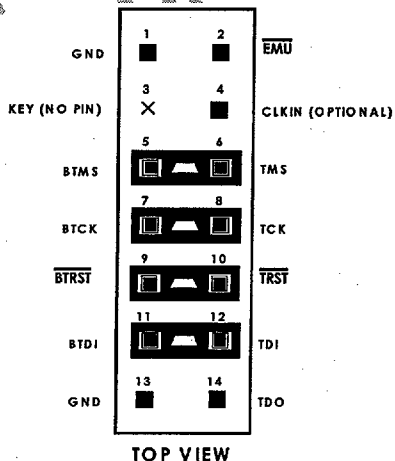 1 2
GND EMU
3 4
KEY (NO PIN) CLKIN (OPTIONAL)
5 6
BTMS TMS
7 8
BTCK TCK
9 10
BTRST TRST
11 12
BTDI TDI
13 14
GND TDO
TOP VIEW